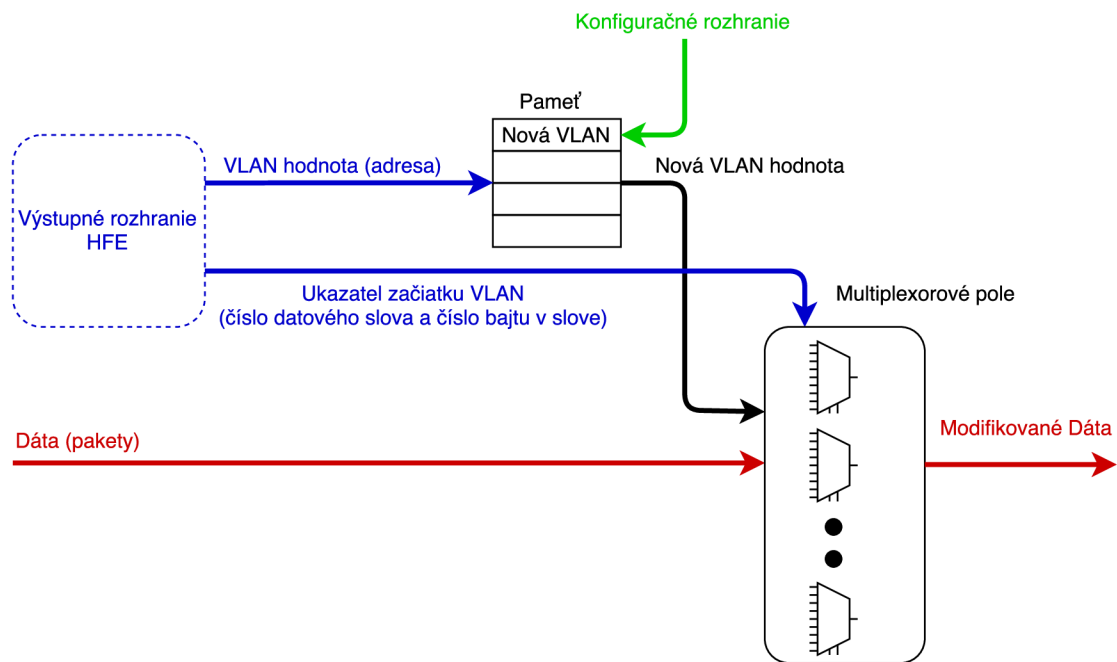 Konfiguračné rozhranie
Pameť
Nová VLAN
VLAN hodnota (adresa)
Nová VLAN hodnota
Výstupné rozhranie
HFE
Ukazatel začiatku VLAN
(číslo datového slova a číslo bajtu v slove)
Multiplexorové pole
Dáta (pakety)
Modifikované Dáta